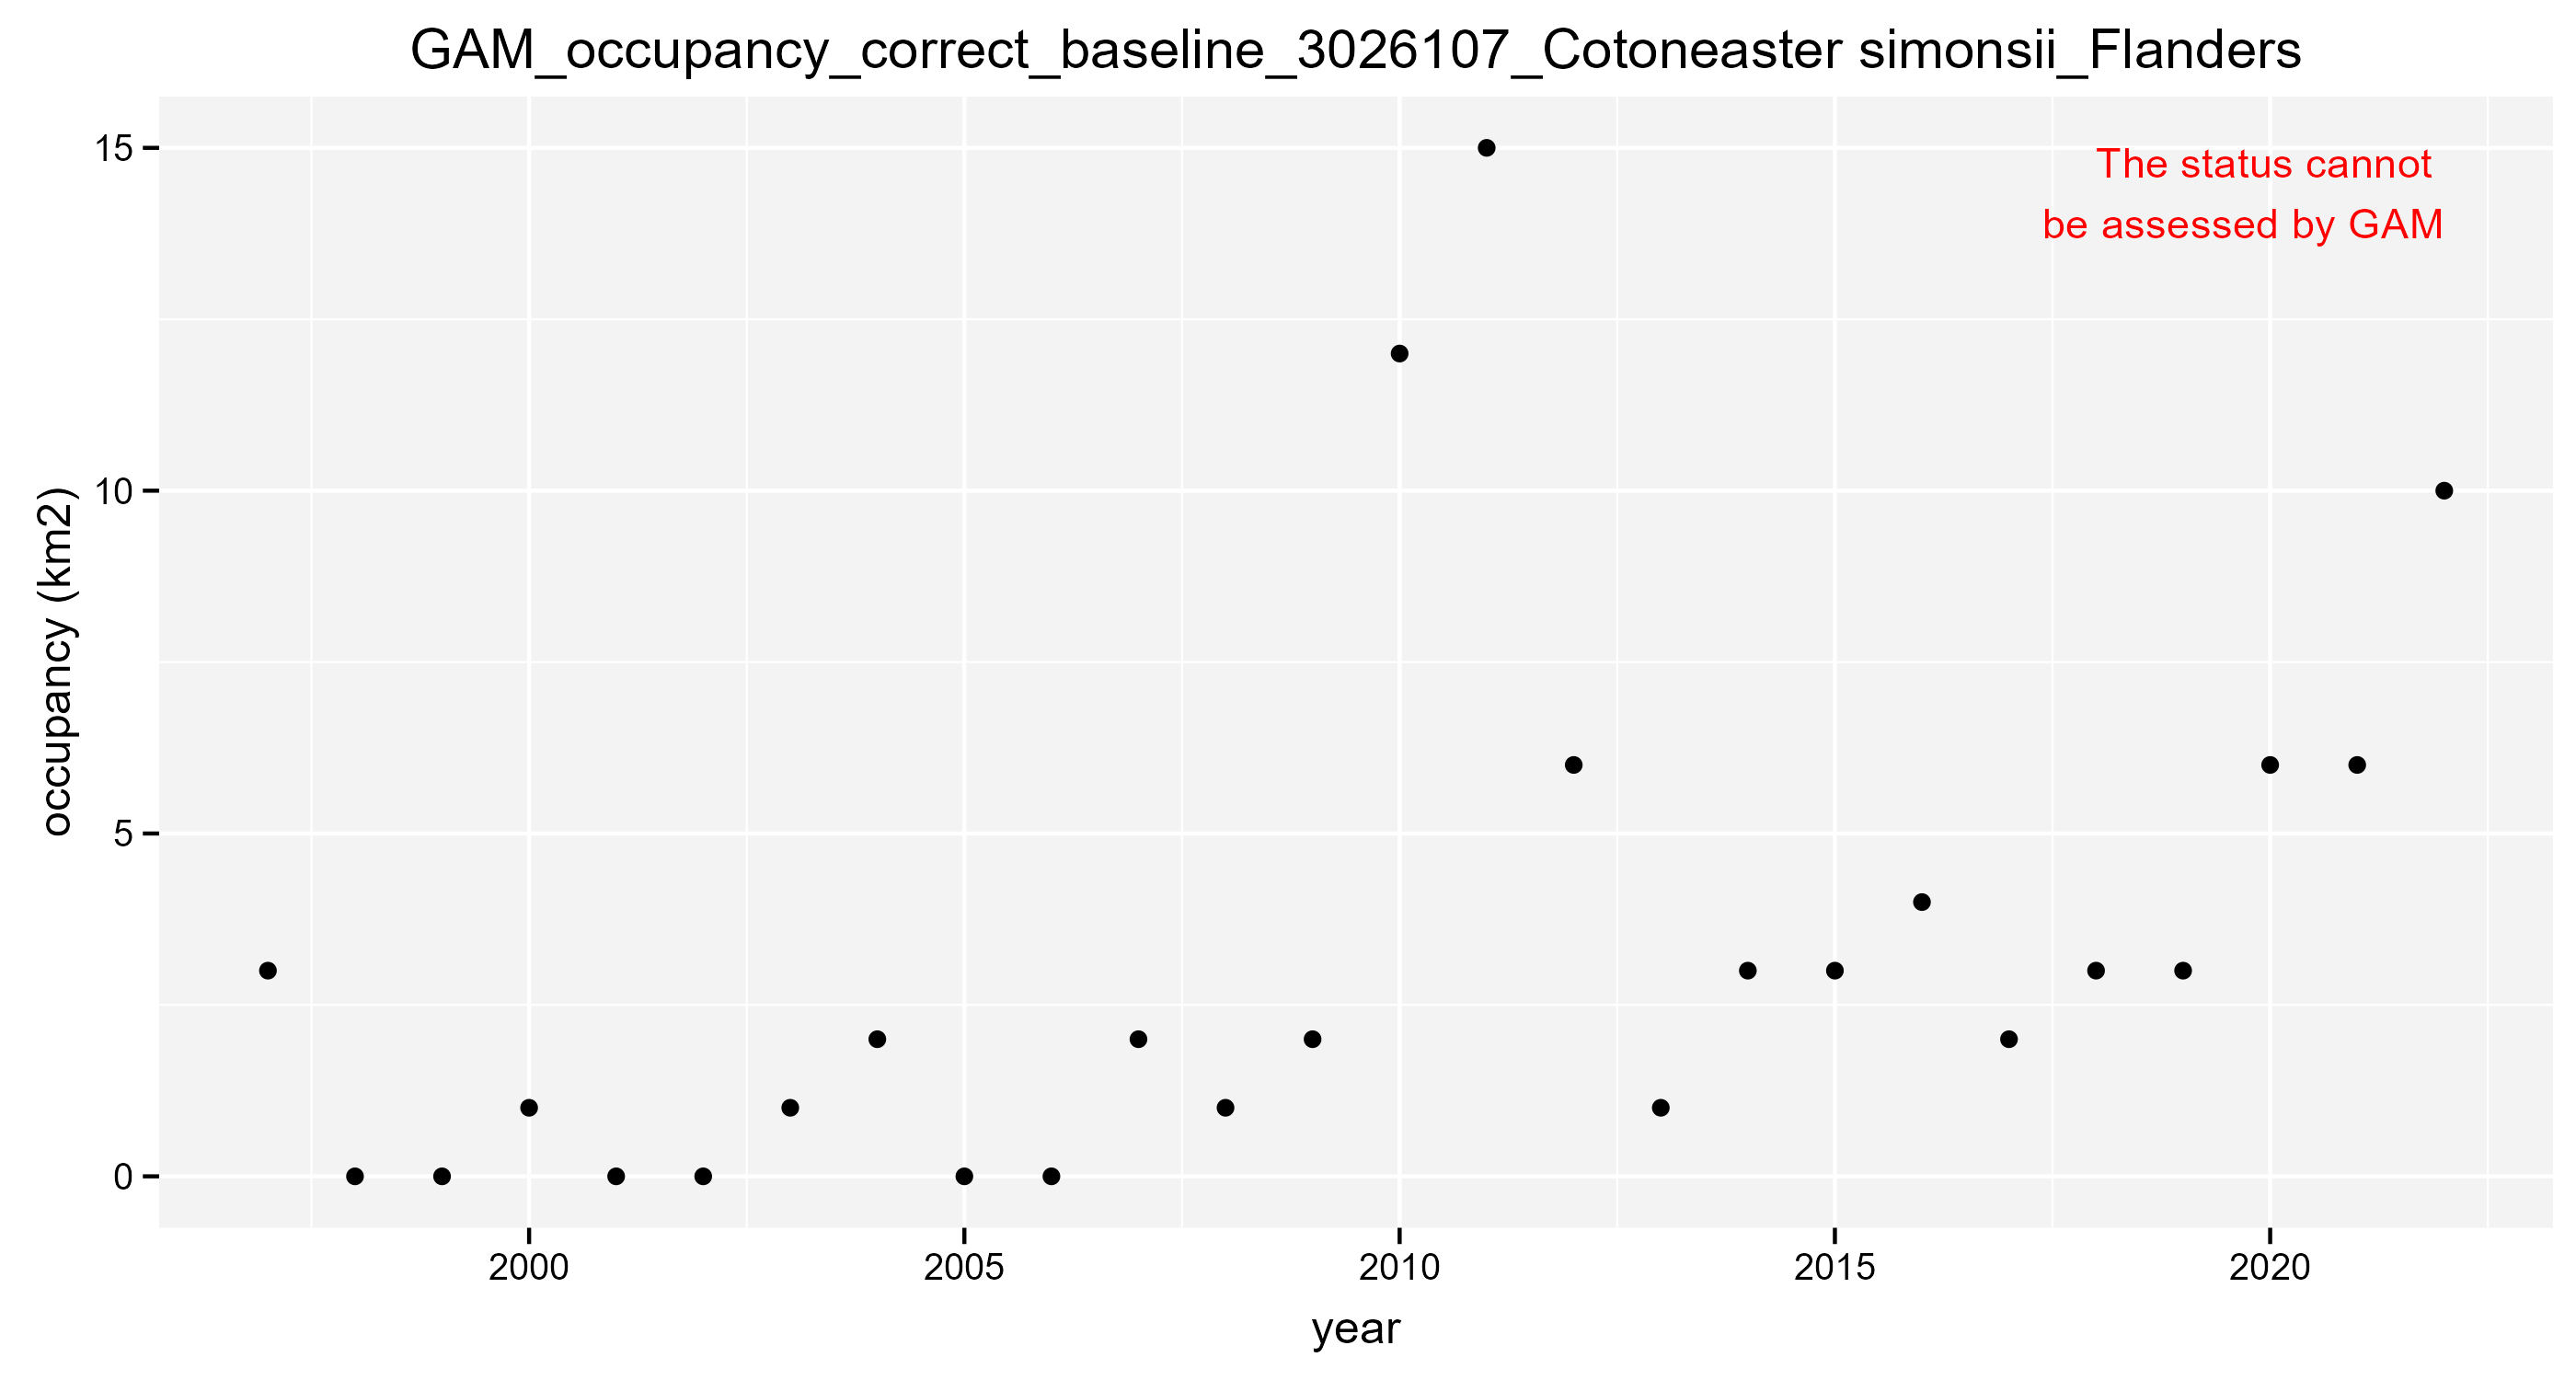 GAM_occupancy_correct_baseline_3026107_Cotoneaster simonsii_Flanders
The status cannot
be assessed by GAM
15
10
5
0
occupancy (km2)
2000 2005 2010 2015 2020
year